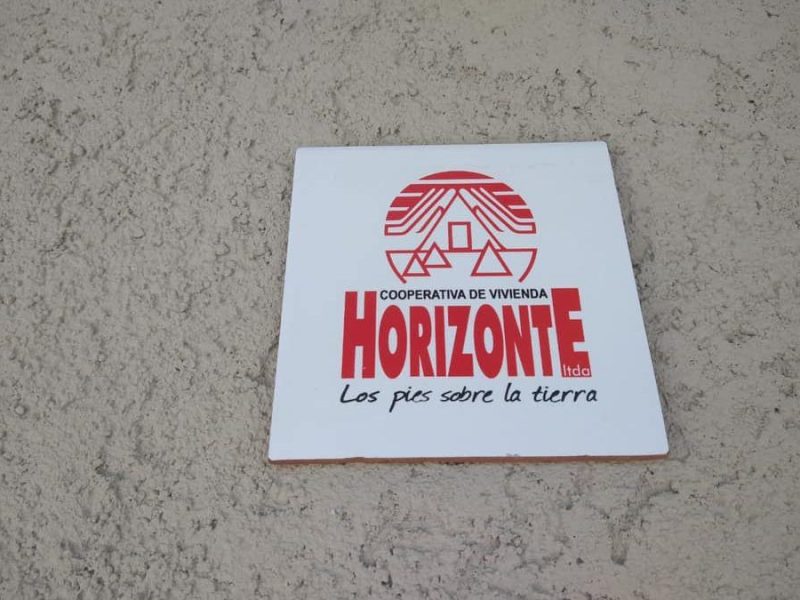 COOPERATIVA DE VIVIENDA
HORIZONTE
ltda
Los pies sobre la tierra